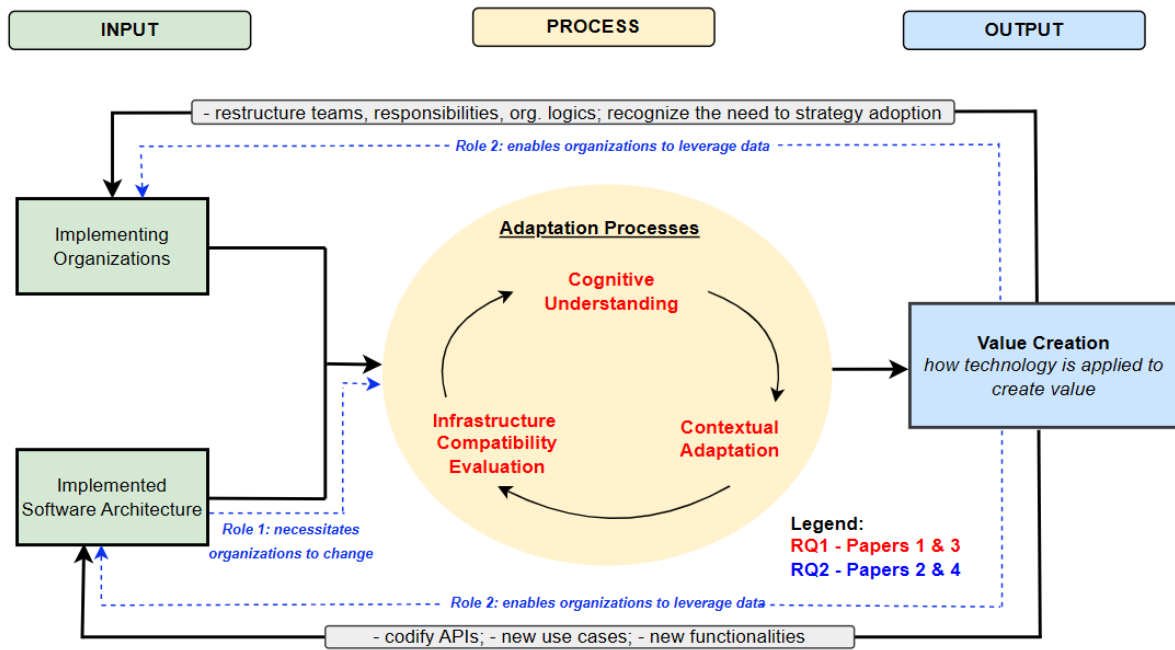 INPUT
PROCESS
OUTPUT
- restructure teams, responsibilities, org. logics; recognize the need to strategy adoption
Role 2: enables organizations to leverage data
Implementing
Organizations
Adaptation Processes
Cognitive
Understanding
Infrastructure
Compatibility
Evaluation
Contextual
Adaptation
Value Creation
how technology is applied to
create value
Implemented
Software Architecture
Role 1: necessitates
organizations to change
Legend:
RQ1 - Papers 1 & 3
RQ2 - Papers 2 & 4
Role 2: enables organizations to leverage data
- codify APIs; - new use cases; - new functionalities